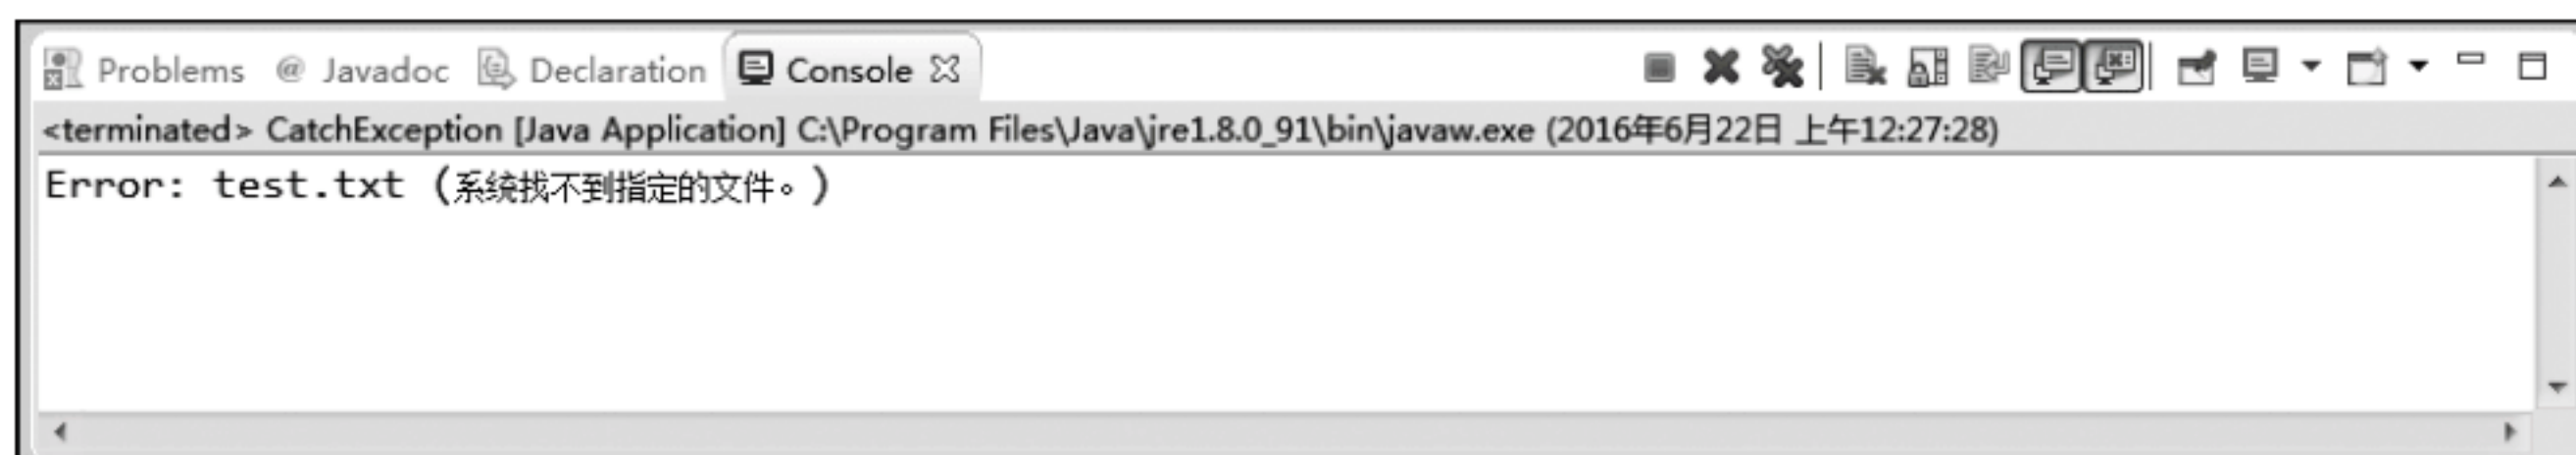 Problems @ Javadoc Declaration Console
<terminated> CatchException [Java Application] C:\Program Files\Java\jre1.8.0_91\bin\javaw.exe (2016年6月22日 上午12:27:28)
Error: test.txt (系统找不到指定的文件。)